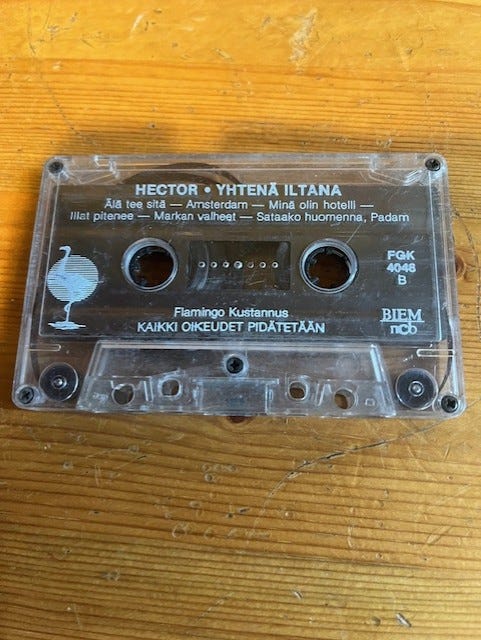 HECTOR • YHTENÄ ILTANA
Älä tee sitä — Amsterdam — Minä olin hotelli —
Illat pitenee — Markan valheet — Sataako huomenna, Padam
FGK
4046
B
Flamingo Kustannus
KAIKKI OIKEUDET PIDÄTETÄÄN
BIEM
ncb